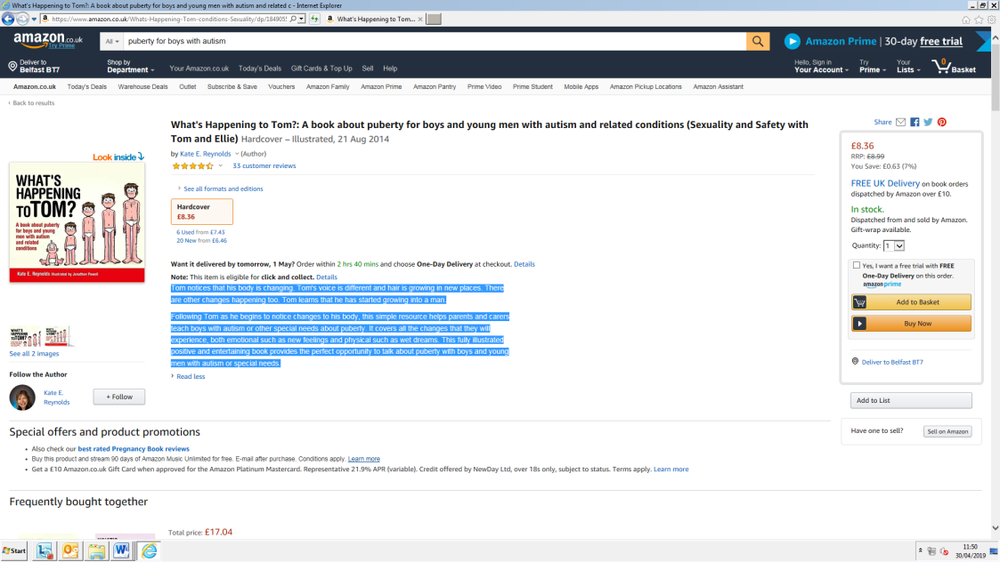 What's Happening to Tom?: A book about puberty for boys and young men with autism and related c - Internet Explorer
https://www.amazon.co.uk/Whats-Happening-Tom-conditions-Sexuality/dp/184905
What's Happening to Tom...
amazon.co.uk
Try Prime
All
puberty for boys with autism
Amazon Prime | 30-day free trial
Deliver to
Belfast BT7
Shop by
Department
Your Amazon.co.uk Today's Deals Gift Cards & Top Up Sell Help
Hello, Sign in
Your Account
Try
Prime
Your
Lists
0
Basket
Amazon.co.uk Today's Deals Warehouse Deals Outlet Subscribe & Save Vouchers Amazon Family Amazon Prime Amazon Pantry Prime Video Prime Student Mobile Apps Amazon Pickup Locations Amazon Assistant
‹ Back to results
Look inside
WHAT'S
HAPPENING
TO TOM?
A book about puberty
for boys and young
men with autism
and related
conditions
Kate E. Reynolds illustrated by Jonathon Powell
See all 2 images
Follow the Author
Kate E.
Reynolds
+ Follow
What's Happening to Tom?: A book about puberty for boys and young men with autism and related conditions (Sexuality and Safety with
Tom and Ellie) Hardcover – Illustrated, 21 Aug 2014
by Kate E. Reynolds (Author)
33 customer reviews
› See all formats and editions
Hardcover
£8.36
6 Used from £7.43
20 New from £6.46
Want it delivered by tomorrow, 1 May? Order within 2 hrs 40 mins and choose One-Day Delivery at checkout. Details
Note: This item is eligible for click and collect. Details
Tom notices that his body is changing. Tom's voice is different and hair is growing in new places. There
are other changes happening too. Tom learns that he has started growing into a man.
Following Tom as he begins to notice changes to his body, this simple resource helps parents and carers
teach boys with autism or other special needs about puberty. It covers all the changes that they will
experience, both emotional such as new feelings and physical such as wet dreams. This fully illustrated
positive and entertaining book provides the perfect opportunity to talk about puberty with boys and young
men with autism or special needs.
› Read less
Share
£8.36
RRP: £8.99
You Save: £0.63 (7%)
FREE UK Delivery on book orders
dispatched by Amazon over £10.
In stock.
Dispatched from and sold by Amazon.
Gift-wrap available.
Quantity: 1
Yes, I want a free trial with FREE
One-Day Delivery on this order.
amazon prime
Add to Basket
Buy Now
Deliver to Belfast BT7
Add to List
Have one to sell?
Sell on Amazon
Special offers and product promotions
• Also check our best rated Pregnancy Book reviews
• Buy this product and stream 90 days of Amazon Music Unlimited for free. E-mail after purchase. Conditions apply. Learn more
• Get a £10 Amazon.co.uk Gift Card when approved for the Amazon Platinum Mastercard. Representative 21.9% APR (variable). Credit offered by NewDay Ltd, over 18s only, subject to status. Terms apply. Learn more
Frequently bought together
Total price: £17.04
Start
11:50
30/04/2019